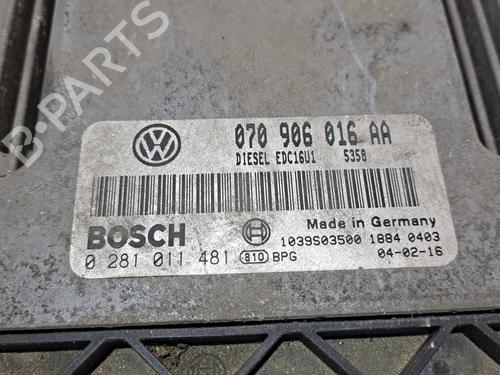 070 906 016 AA
DIESEL EDC16U1 5358
BOSCH
Made in Germany
1039S03500 1884 0403
0 281 011 481 810 BPG
04-02-16